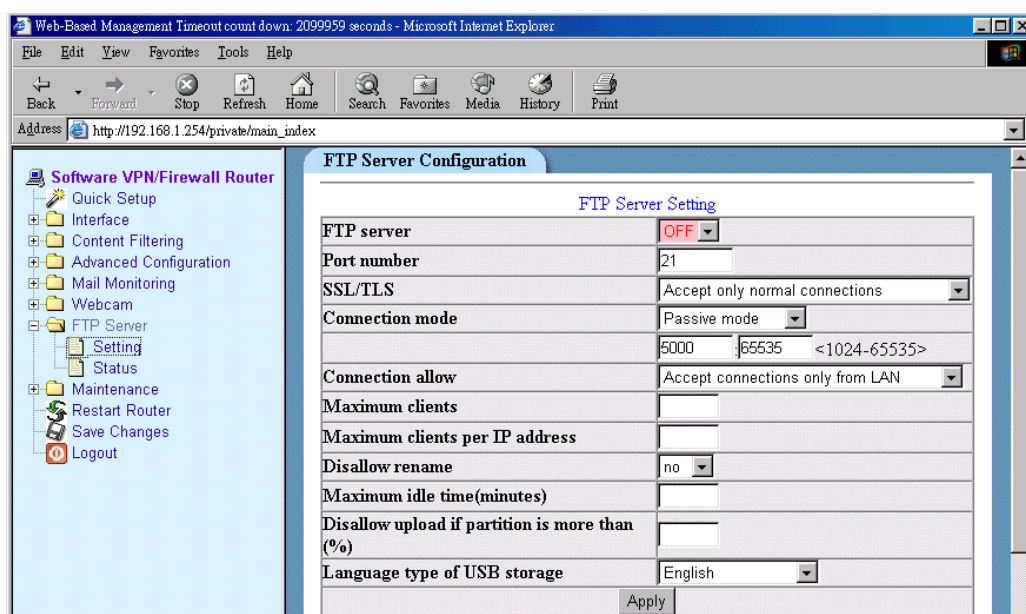 Web-Based Management Timeout count down: 2099959 seconds - Microsoft Internet Explorer
File Edit View Favorites Tools Help
Back Forward Stop Refresh Home Search Favorites Media History Print
Address http://192.168.1.254/private/main_index
Software VPN/Firewall Router
Quick Setup
Interface
Content Filtering
Advanced Configuration
Mail Monitoring
Webcam
FTP Server
Setting
Status
Maintenance
Restart Router
Save Changes
Logout
FTP Server Configuration
FTP Server Setting
FTP server OFF
Port number 21
SSL/TLS Accept only normal connections
Connection mode Passive mode
5000 : 65535 <1024-65535>
Connection allow Accept connections only from LAN
Maximum clients
Maximum clients per IP address
Disallow rename no
Maximum idle time(minutes)
Disallow upload if partition is more than
(%)
Language type of USB storage English
Apply